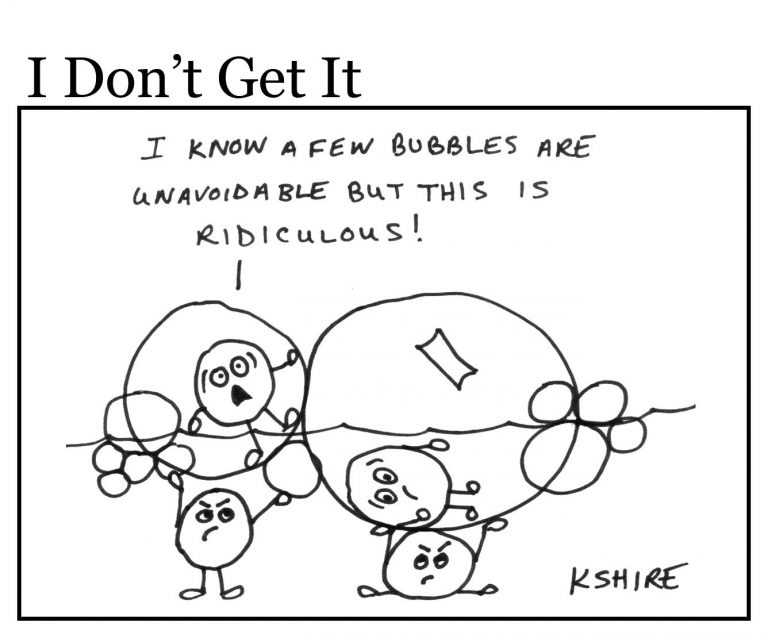 I Don't Get It
I KNOW A FEW BUBBLES ARE
UNAVOIDABLE BUT THIS IS
RIDICULOUS!
KSHIRE